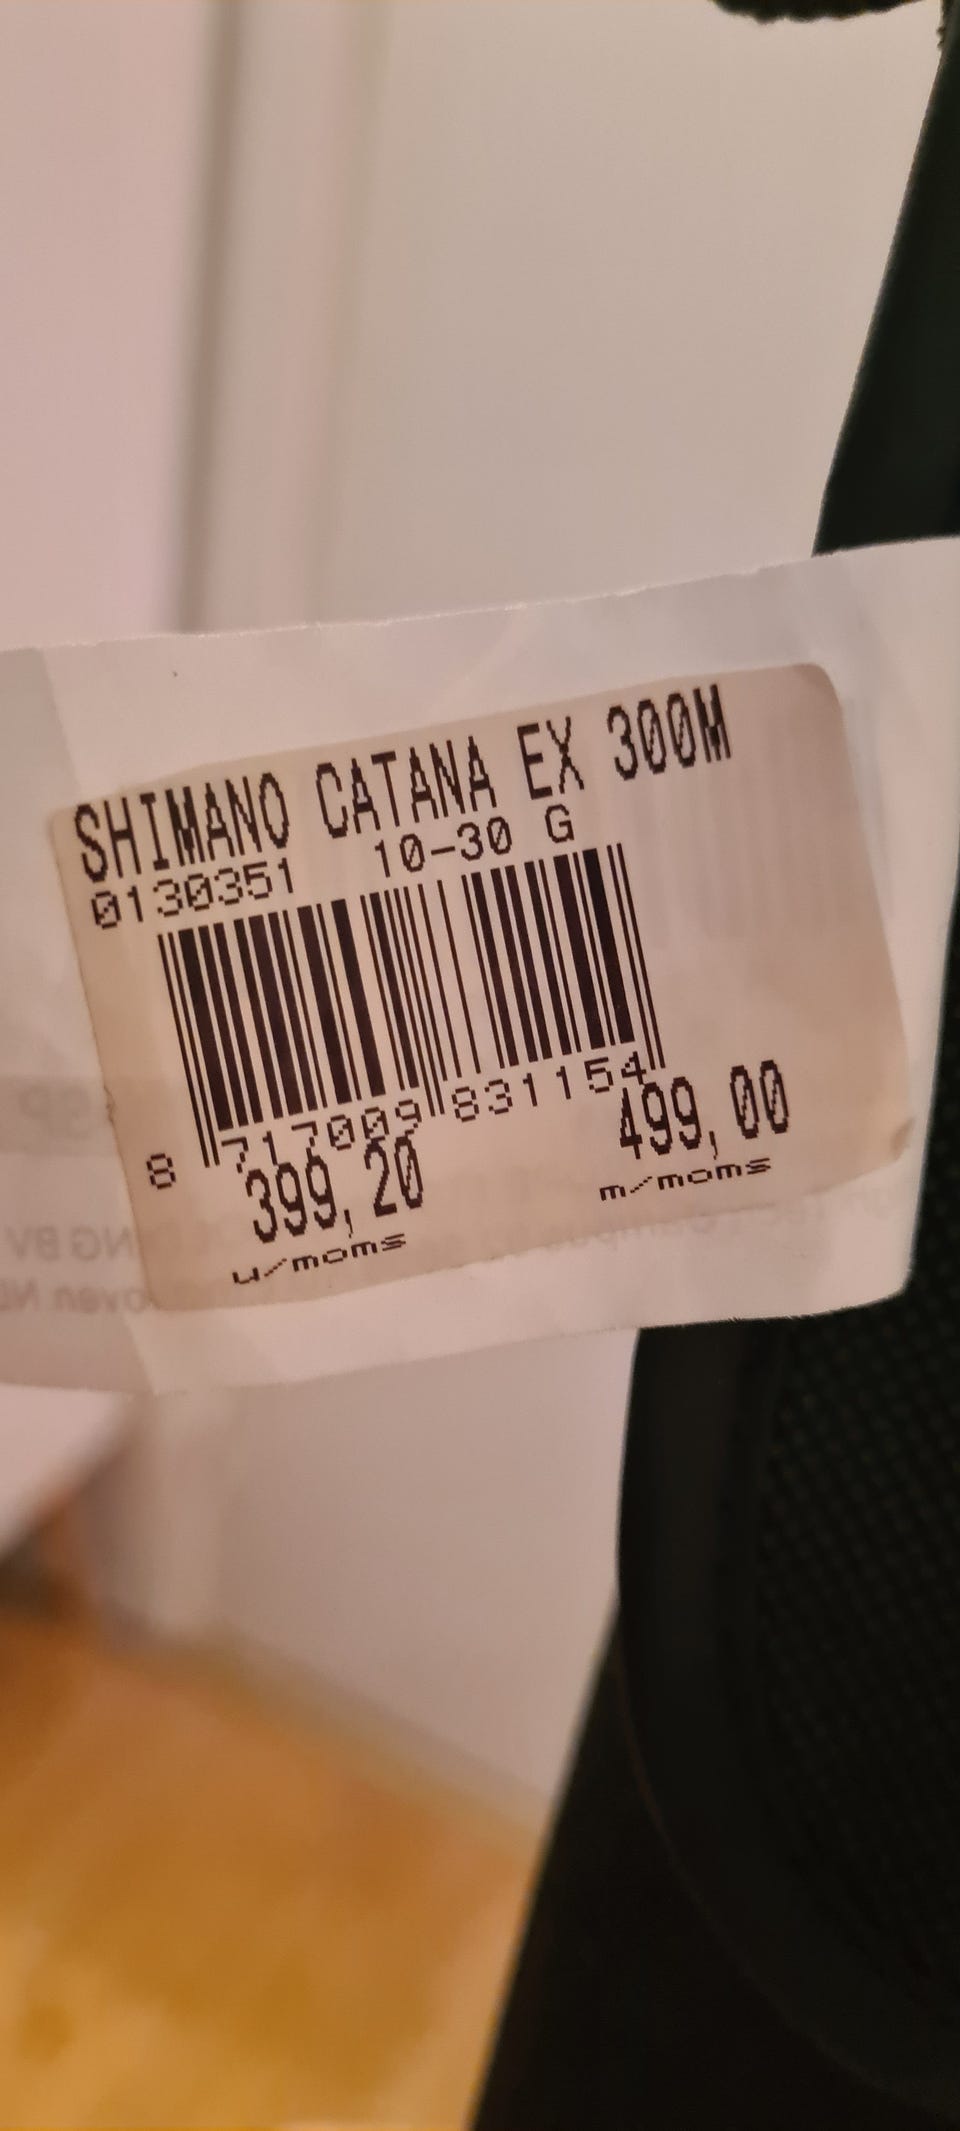 SHIMANO CATANA EX 300M
0130351 10-30 G
8 717009 831154
399,20 499,00
u/moms m/moms